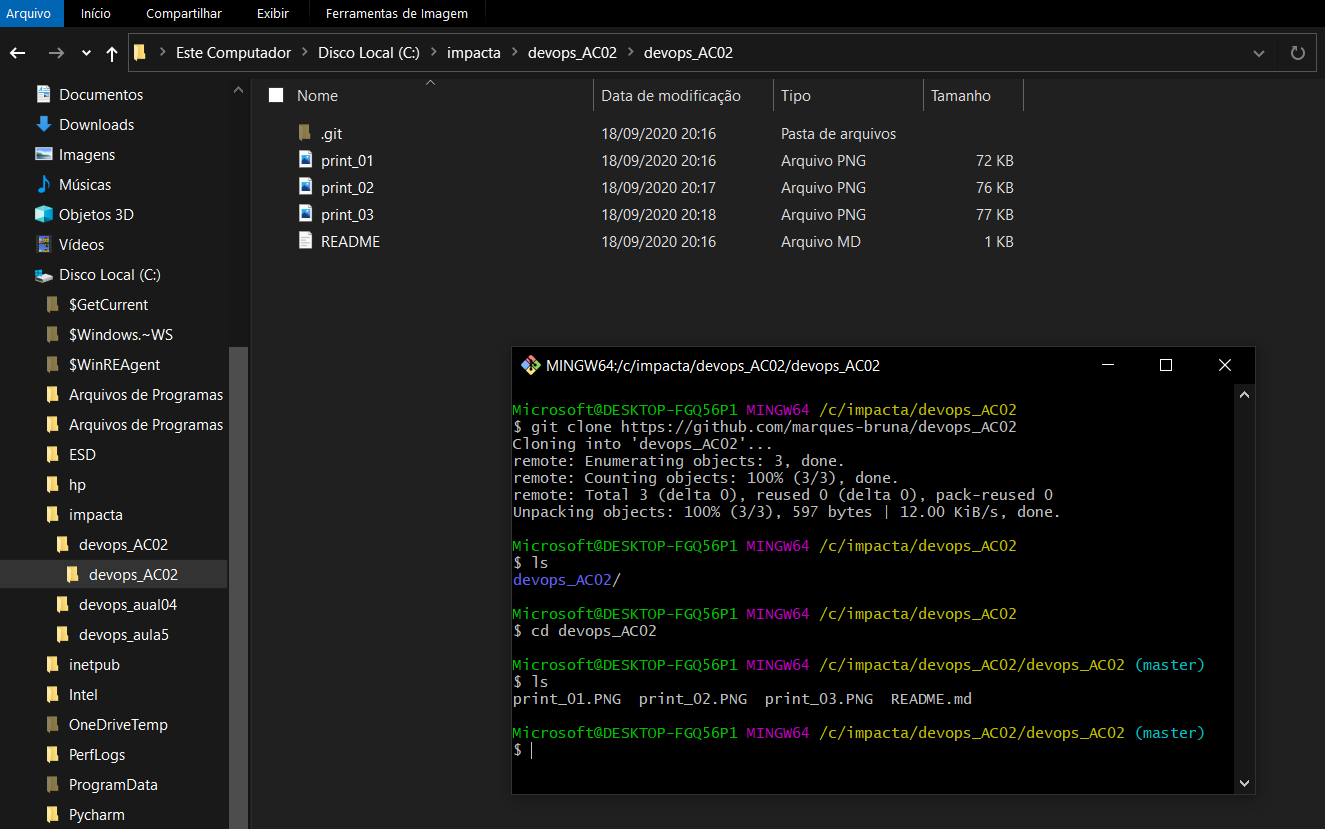 Arquivo Início Compartilhar Exibir Ferramentas de Imagem
Este Computador > Disco Local (C:) > impacta > devops_AC02 > devops_AC02
Documentos
Downloads
Imagens
Músicas
Objetos 3D
Vídeos
Disco Local (C:)
$GetCurrent
$Windows.~WS
$WinREAgent
Arquivos de Programas
Arquivos de Programas
ESD
hp
impacta
devops_AC02
devops_AC02
devops_aual04
devops_aula5
inetpub
Intel
OneDriveTemp
PerfLogs
ProgramData
Pycharm
Nome Data de modificação Tipo Tamanho
.git 18/09/2020 20:16 Pasta de arquivos
print_01 18/09/2020 20:16 Arquivo PNG 72 KB
print_02 18/09/2020 20:17 Arquivo PNG 76 KB
print_03 18/09/2020 20:18 Arquivo PNG 77 KB
README 18/09/2020 20:16 Arquivo MD 1 KB
MINGW64:/c/impacta/devops_AC02/devops_AC02
Microsoft@DESKTOP-FGQ56P1 MINGW64 /c/impacta/devops_AC02
$ git clone https://github.com/marques-bruna/devops_AC02
Cloning into 'devops_AC02'...
remote: Enumerating objects: 3, done.
remote: Counting objects: 100% (3/3), done.
remote: Total 3 (delta 0), reused 0 (delta 0), pack-reused 0
Unpacking objects: 100% (3/3), 597 bytes | 12.00 KiB/s, done.
Microsoft@DESKTOP-FGQ56P1 MINGW64 /c/impacta/devops_AC02
$ ls
devops_AC02/
Microsoft@DESKTOP-FGQ56P1 MINGW64 /c/impacta/devops_AC02
$ cd devops_AC02
Microsoft@DESKTOP-FGQ56P1 MINGW64 /c/impacta/devops_AC02/devops_AC02 (master)
$ ls
print_01.PNG print_02.PNG print_03.PNG README.md
Microsoft@DESKTOP-FGQ56P1 MINGW64 /c/impacta/devops_AC02/devops_AC02 (master)
$